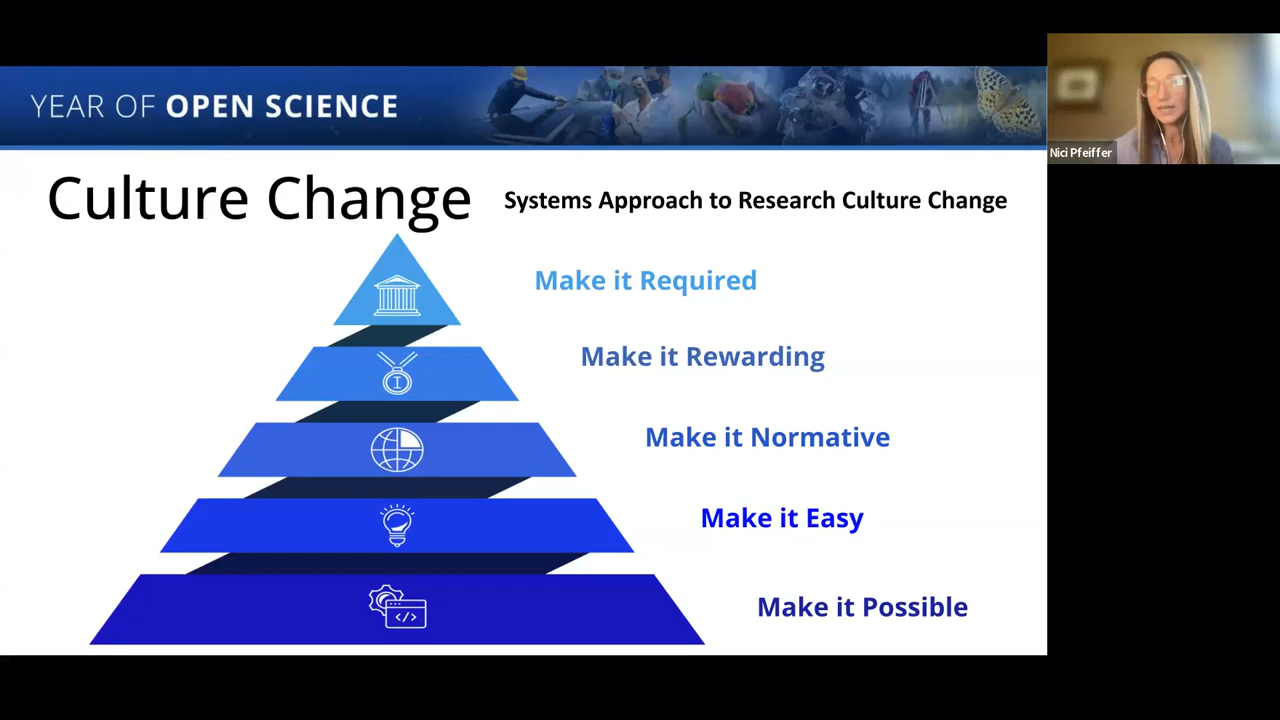 YEAR OF OPEN SCIENCE
Nici Pfeiffer
Culture Change
Systems Approach to Research Culture Change
Make it Required
Make it Rewarding
I
Make it Normative
Make it Easy
</>
Make it Possible